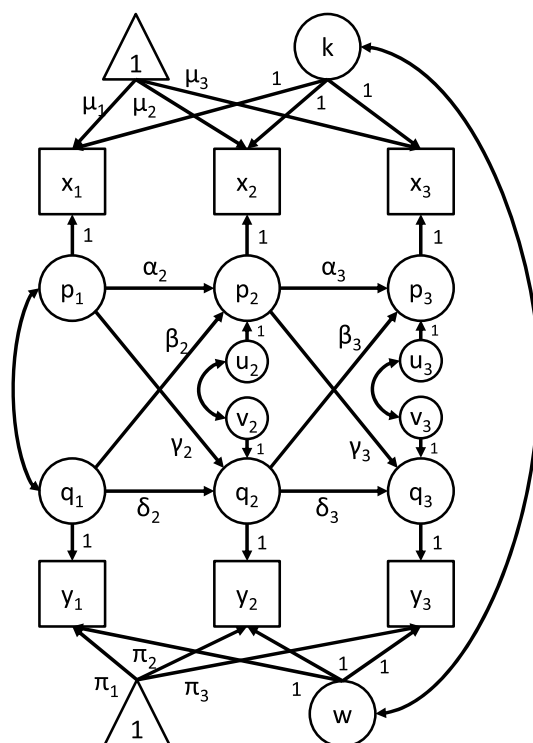 1 k
μ₁ μ₂ μ₃ 1 1 1
x₁ x₂ x₃
1 1 1
p₁ α₂ p₂ α₃ p₃
β₂ 1 β₃ 1
u₂ u₃
v₂ v₃
γ₂ 1 γ₃ 1
q₁ δ₂ q₂ δ₃ q₃
1 1 1
y₁ y₂ y₃
π₁ π₂ π₃ 1 1 1
1 w